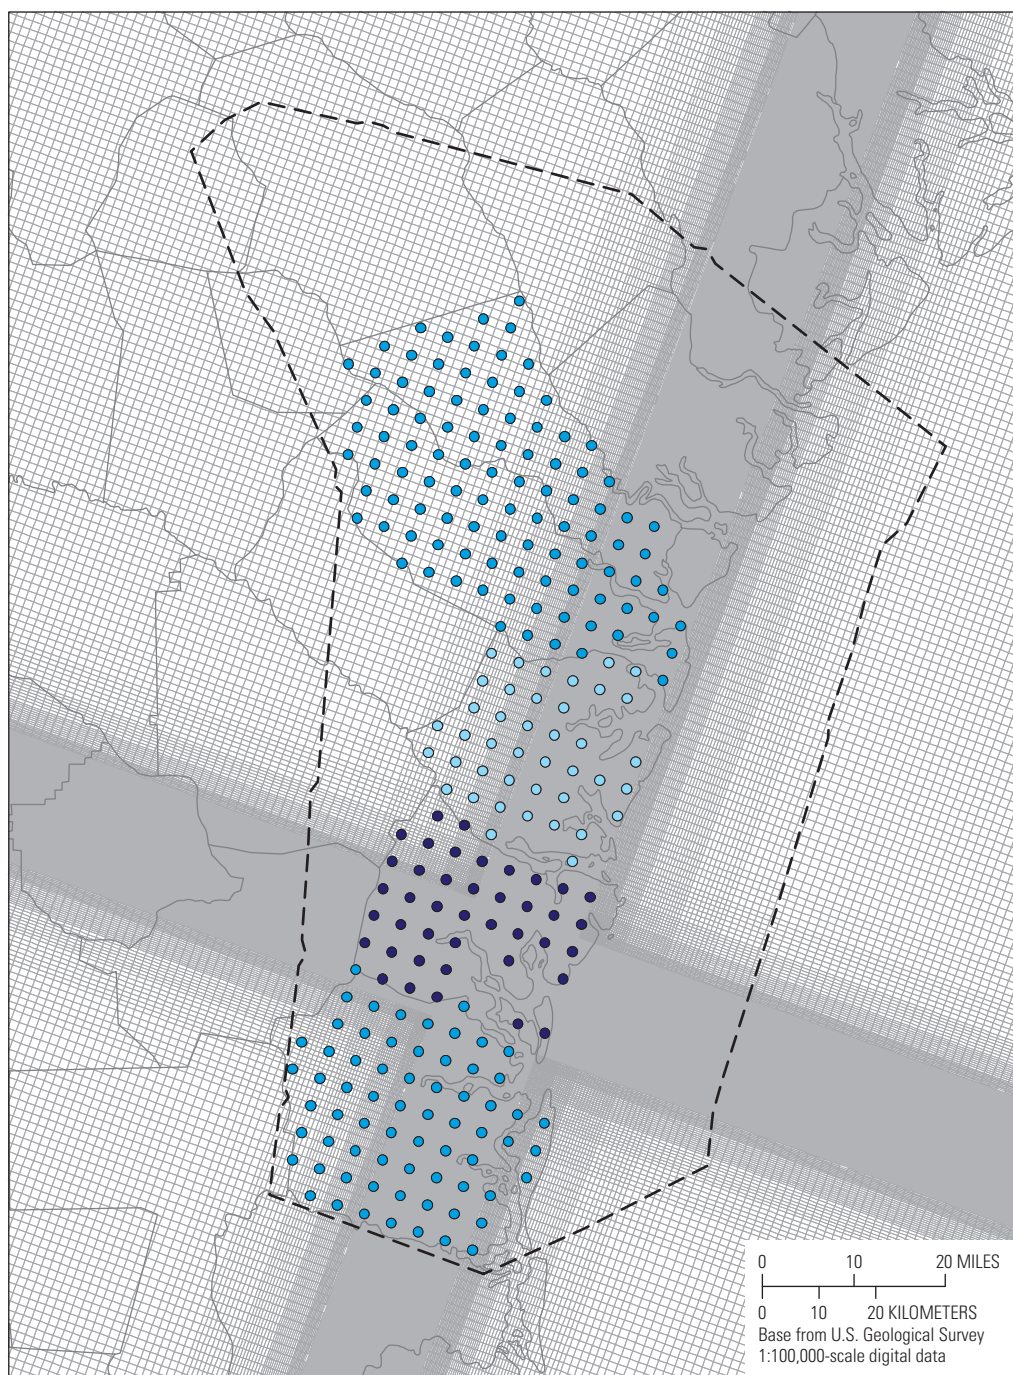 0 10 20 MILES
0 10 20 KILOMETERS
Base from U.S. Geological Survey
1:100,000-scale digital data